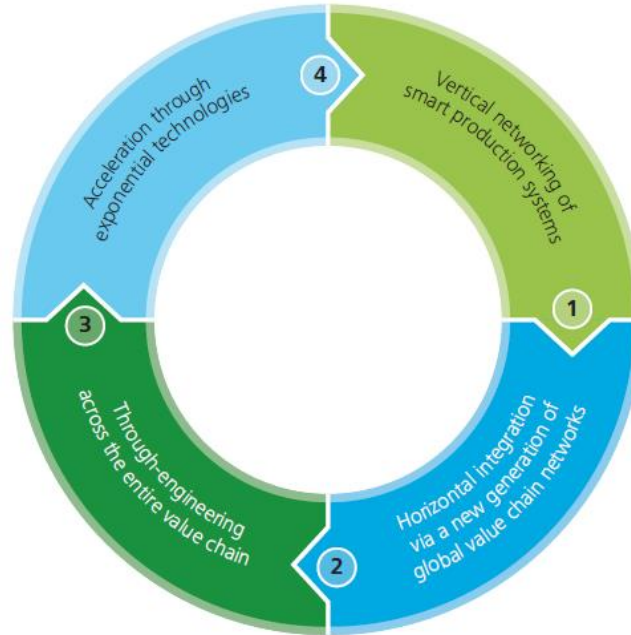 Vertical networking of
smart production systems
1
Horizontal integration
via a new generation of
global value chain networks
2
Through-engineering
across the entire value chain
3
Acceleration through
exponential technologies
4